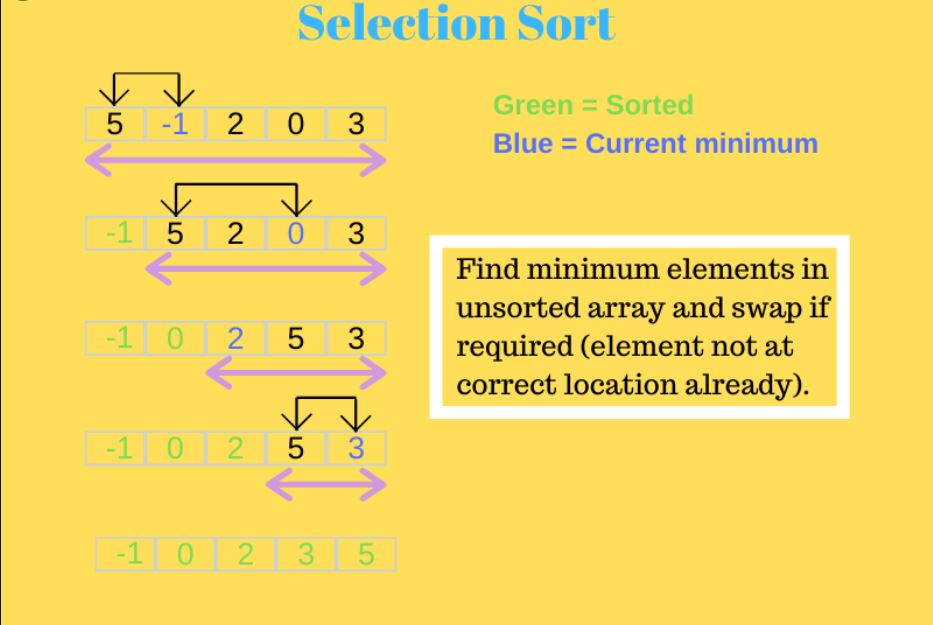 Selection Sort
5 -1 2 0 3
Green = Sorted
Blue = Current minimum
-1 5 2 0 3
Find minimum elements in
unsorted array and swap if
required (element not at
correct location already).
-1 0 2 5 3
-1 0 2 5 3
-1 0 2 3 5